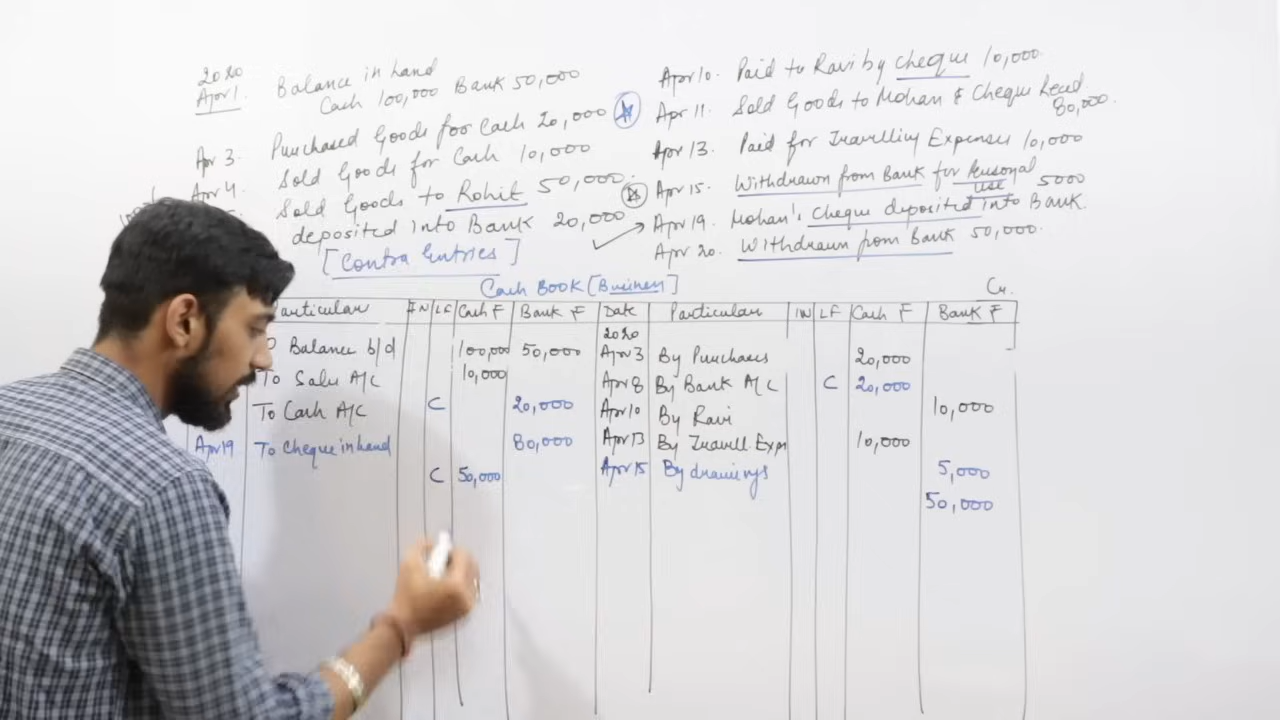 2020
Apr 1. Balance in hand
Cash 100,000 Bank 50,000
Apr 3 Purchased Goods for Cash 20,000
Apr 4. Sold Goods for Cash 10,000
Sold Goods to Rohit 50,000.
deposited into Bank 20,000
[Contra Entries]
Apr 10. Paid to Ravi by cheque 10,000.
Apr 11. Sold Goods to Mohan & Cheque Recd.
80,000.
Apr 13. Paid for Travelling Expenses 10,000
Apr 15. Withdrawn from Bank for Personal
use 5000
Apr 19. Mohan's Cheque deposited into Bank.
Apr 20. Withdrawn from Bank 50,000.
Cash BOOK [Business] Cr.
Particulars LF Cash ₹ Bank ₹ Date Particulars IN LF Cash ₹ Bank ₹
2020
Balance b/d 100,000 50,000 Apr 3 By Purchases 20,000
To Sales A/C 10,000 Apr 8 By Bank A/C C 20,000
To Cash A/C C 20,000 Apr 10 By Ravi 10,000
Apr 19 To Cheque in hand 80,000 Apr 13 By Travell. Exp 10,000
C 50,000 Apr 15 By drawings 5,000
50,000